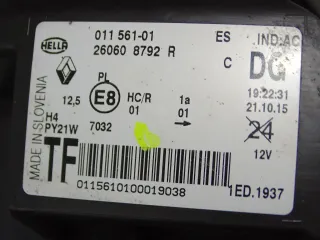 HELLA
011 561-01 ES IND:AC
26060 8792 R C DG
PL
12,5 E8 HC/R 1a 19:22:31
01 01 21.10.15
H4 24
PY21W 7032 12V
MADE IN SLOVENIA
TF
0115610100019038 1ED.1937